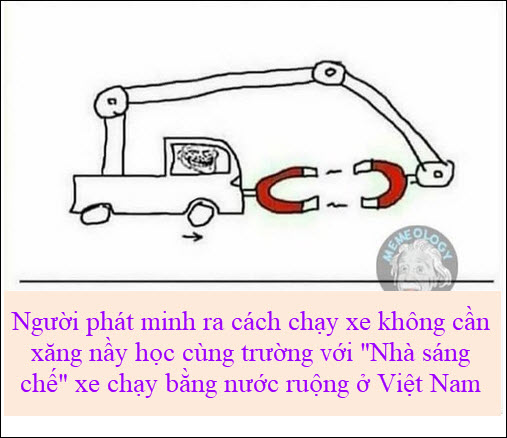 MEMEOLOGY
Người phát minh ra cách chạy xe không cần
xăng nầy học cùng trường với "Nhà sáng
chế" xe chạy bằng nước ruộng ở Việt Nam